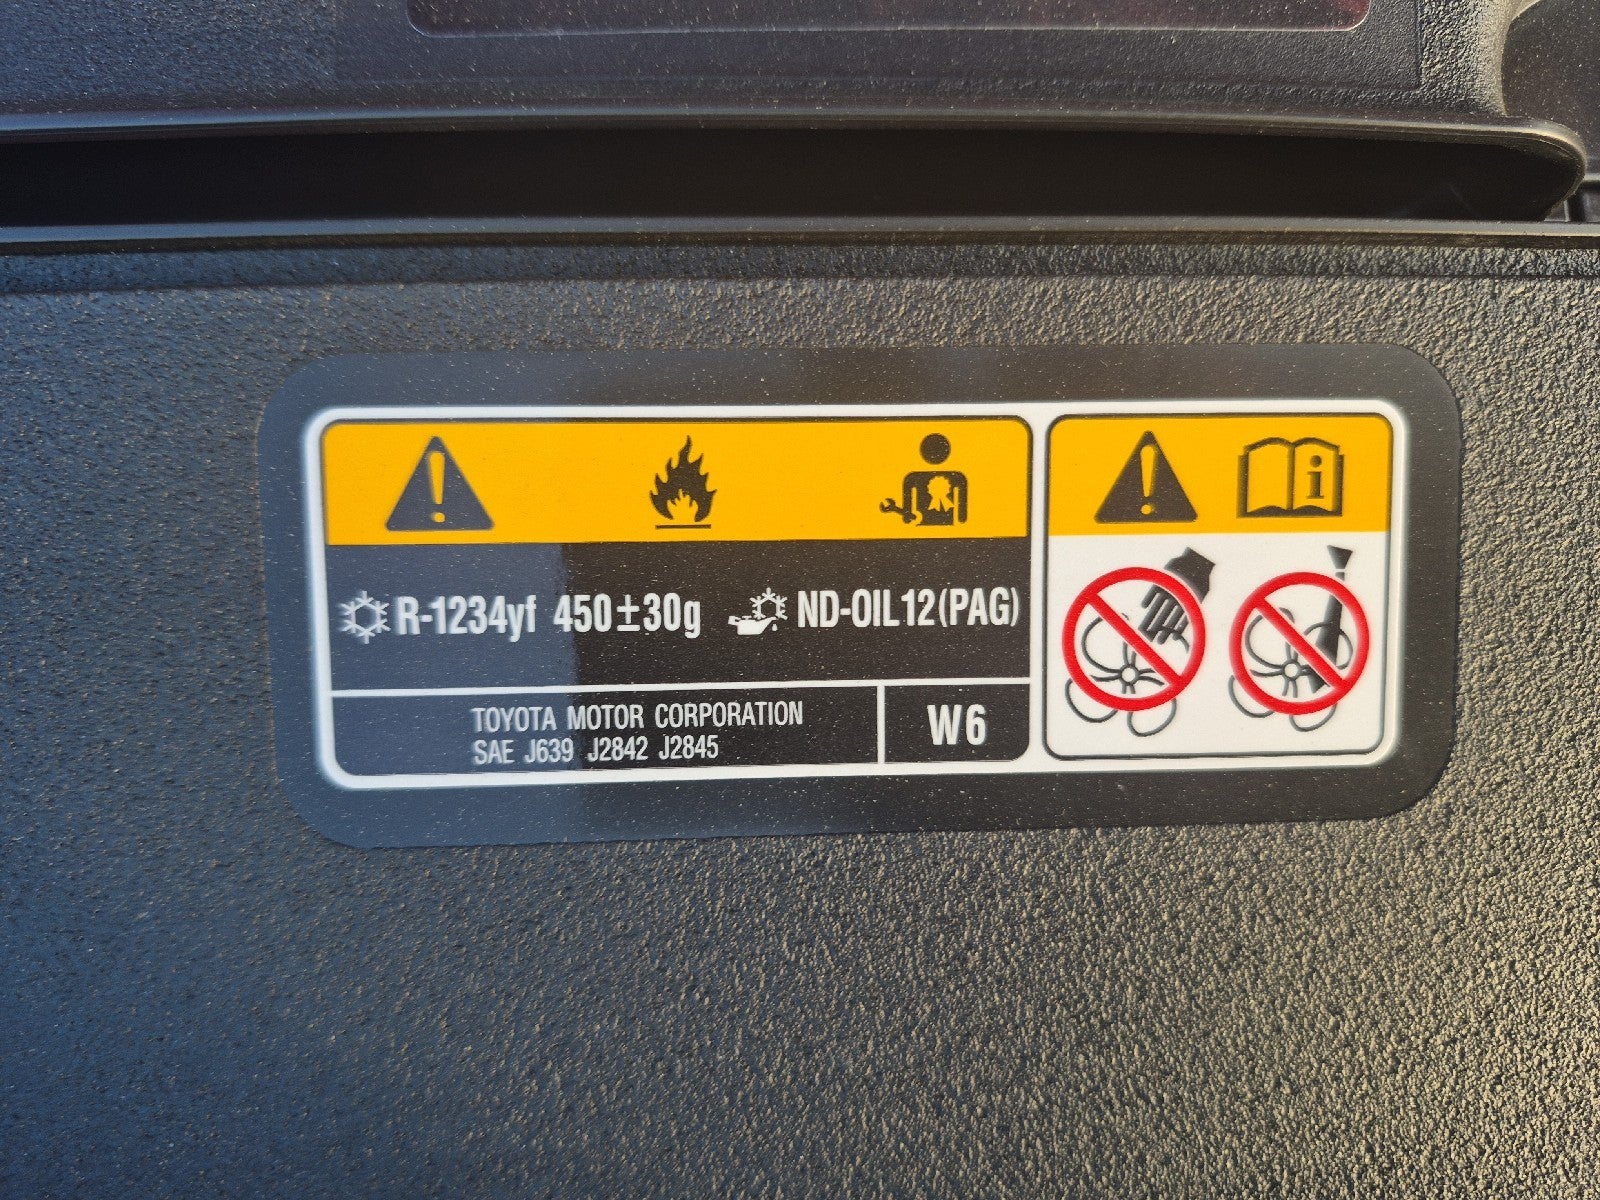 R-1234yf 450±30g ND-OIL12(PAG)
TOYOTA MOTOR CORPORATION
SAE J639 J2842 J2845
W6